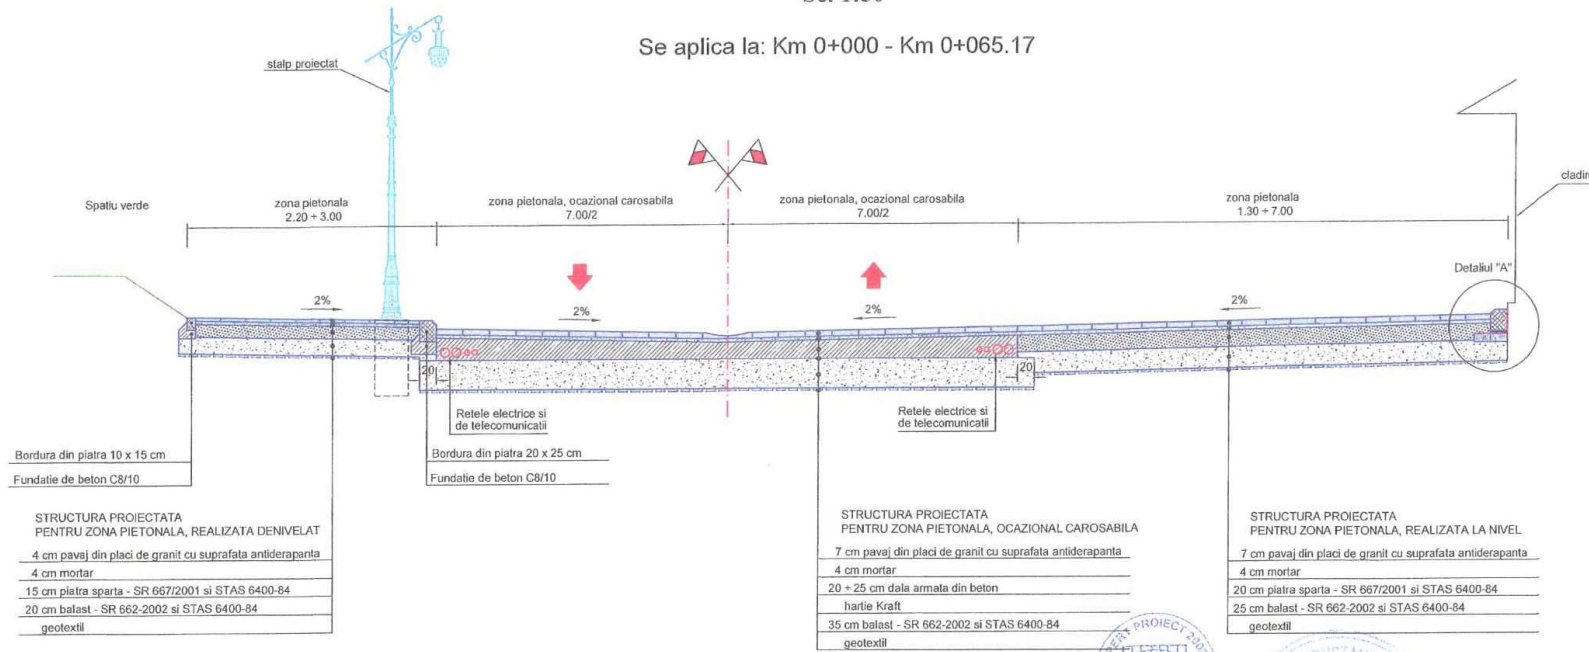 Se aplica la: Km 0+000 - Km 0+065.17
stalp proiectat
Spatiu verde
zona pietonala
2.20 ÷ 3.00
zona pietonala, ocazional carosabila
7.00/2
zona pietonala, ocazional carosabila
7.00/2
zona pietonala
1.30 ÷ 7.00
Detaliul "A"
2%
2%
2%
2%
20
20
Retele electrice si
de telecomunicatii
Retele electrice si
de telecomunicatii
Bordura din piatra 10 x 15 cm
Fundatie de beton C8/10
Bordura din piatra 20 x 25 cm
Fundatie de beton C8/10
STRUCTURA PROIECTATA
PENTRU ZONA PIETONALA, REALIZATA DENIVELAT
4 cm pavaj din placi de granit cu suprafata antiderapanta
4 cm mortar
15 cm piatra sparta - SR 667/2001 si STAS 6400-84
20 cm balast - SR 662-2002 si STAS 6400-84
geotextil
STRUCTURA PROIECTATA
PENTRU ZONA PIETONALA, OCAZIONAL CAROSABILA
7 cm pavaj din placi de granit cu suprafata antiderapanta
4 cm mortar
20 ÷ 25 cm dala armata din beton
hartie Kraft
35 cm balast - SR 662-2002 si STAS 6400-84
geotextil
STRUCTURA PROIECTATA
PENTRU ZONA PIETONALA, REALIZATA LA NIVEL
7 cm pavaj din placi de granit cu suprafata antiderapanta
4 cm mortar
20 cm piatra sparta - SR 667/2001 si STAS 6400-84
25 cm balast - SR 662-2002 si STAS 6400-84
geotextil
PROIECT